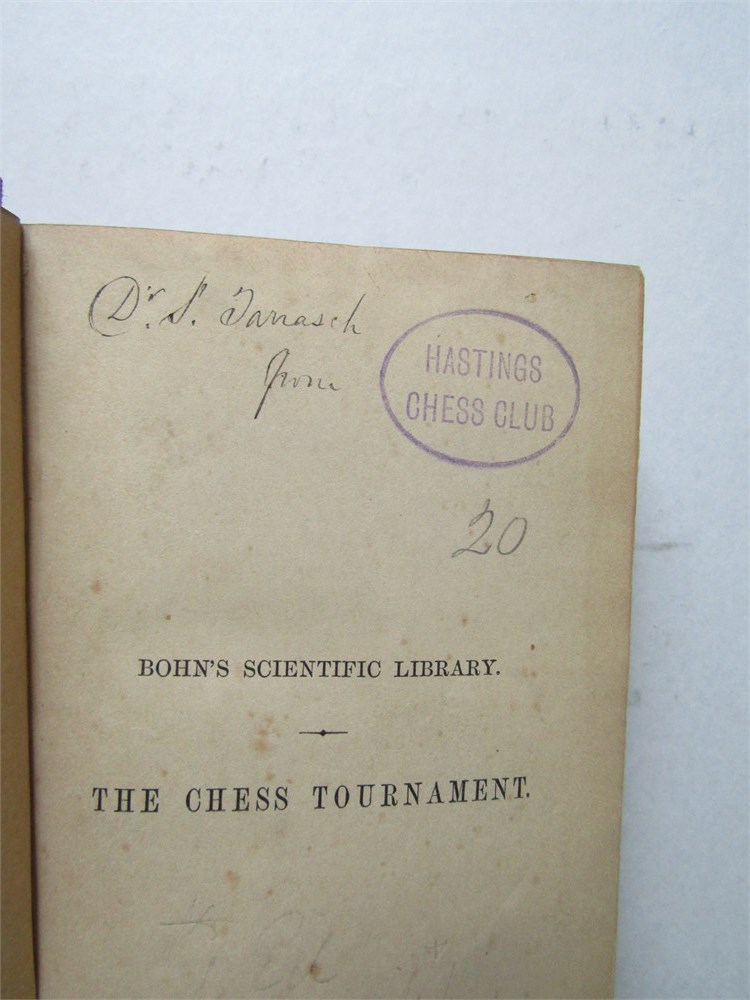 Dr. S. Tarrasch
from
HASTINGS
CHESS CLUB
20
BOHN'S SCIENTIFIC LIBRARY.
THE CHESS TOURNAMENT.